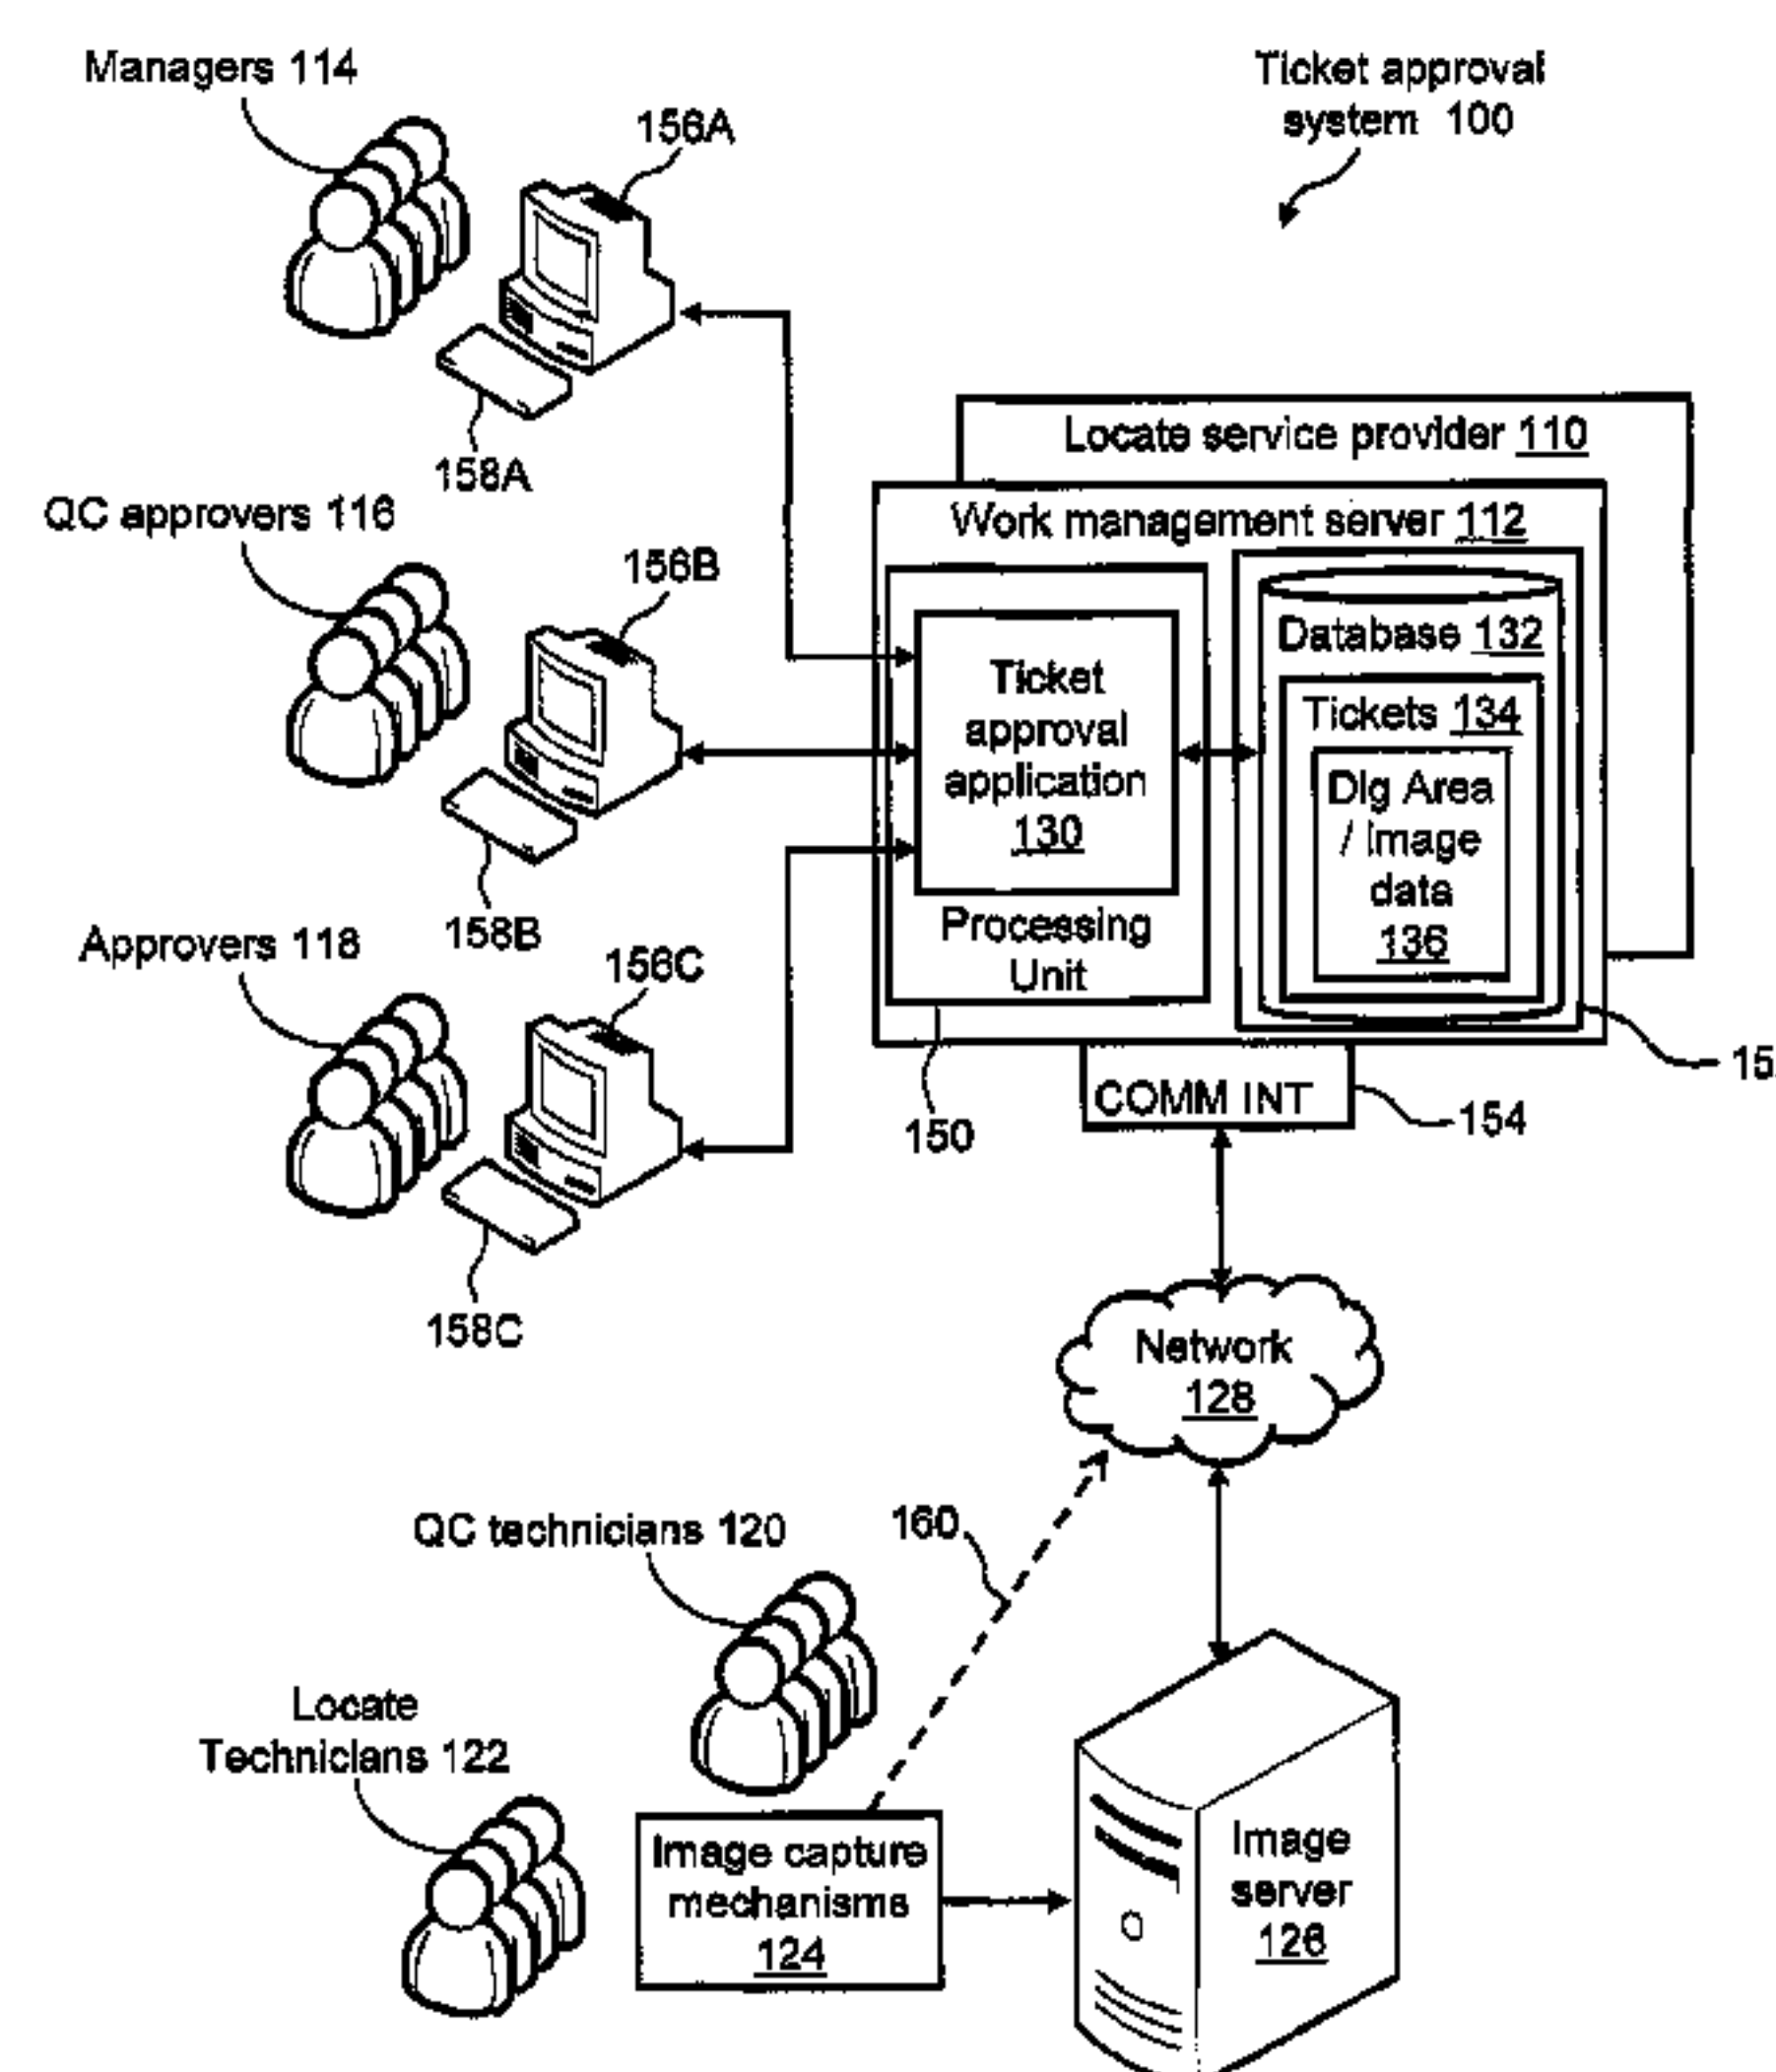 Managers 114
Ticket approval
system 100
156A
158A
Locate service provider 110
QC approvers 116
Work management server 112
156B
Database 132
Ticket
approval
application
130
Tickets 134
Dig Area
/ Image
data
136
158B
Processing
Unit
Approvers 118
156C
15
COMM INT
154
150
158C
Network
128
QC technicians 120
160
Locate
Technicians 122
Image capture
mechanisms
124
Image
server
126